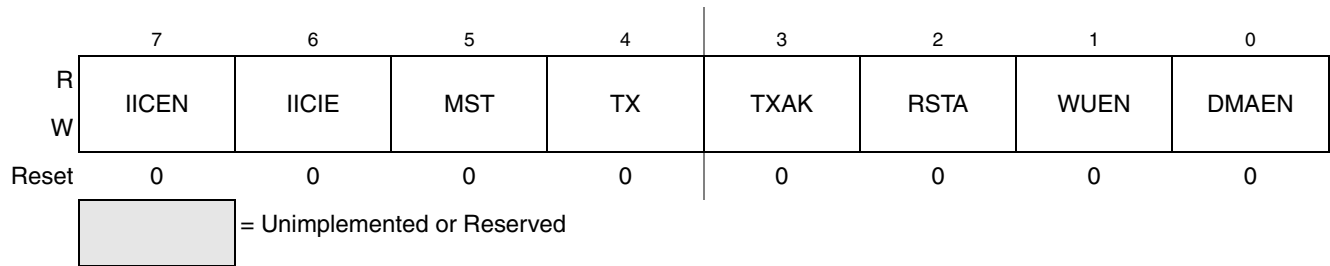 7 6 5 4 3 2 1 0
R
IICEN IICIE MST TX TXAK RSTA WUEN DMAEN
W
Reset 0 0 0 0 0 0 0 0
= Unimplemented or Reserved